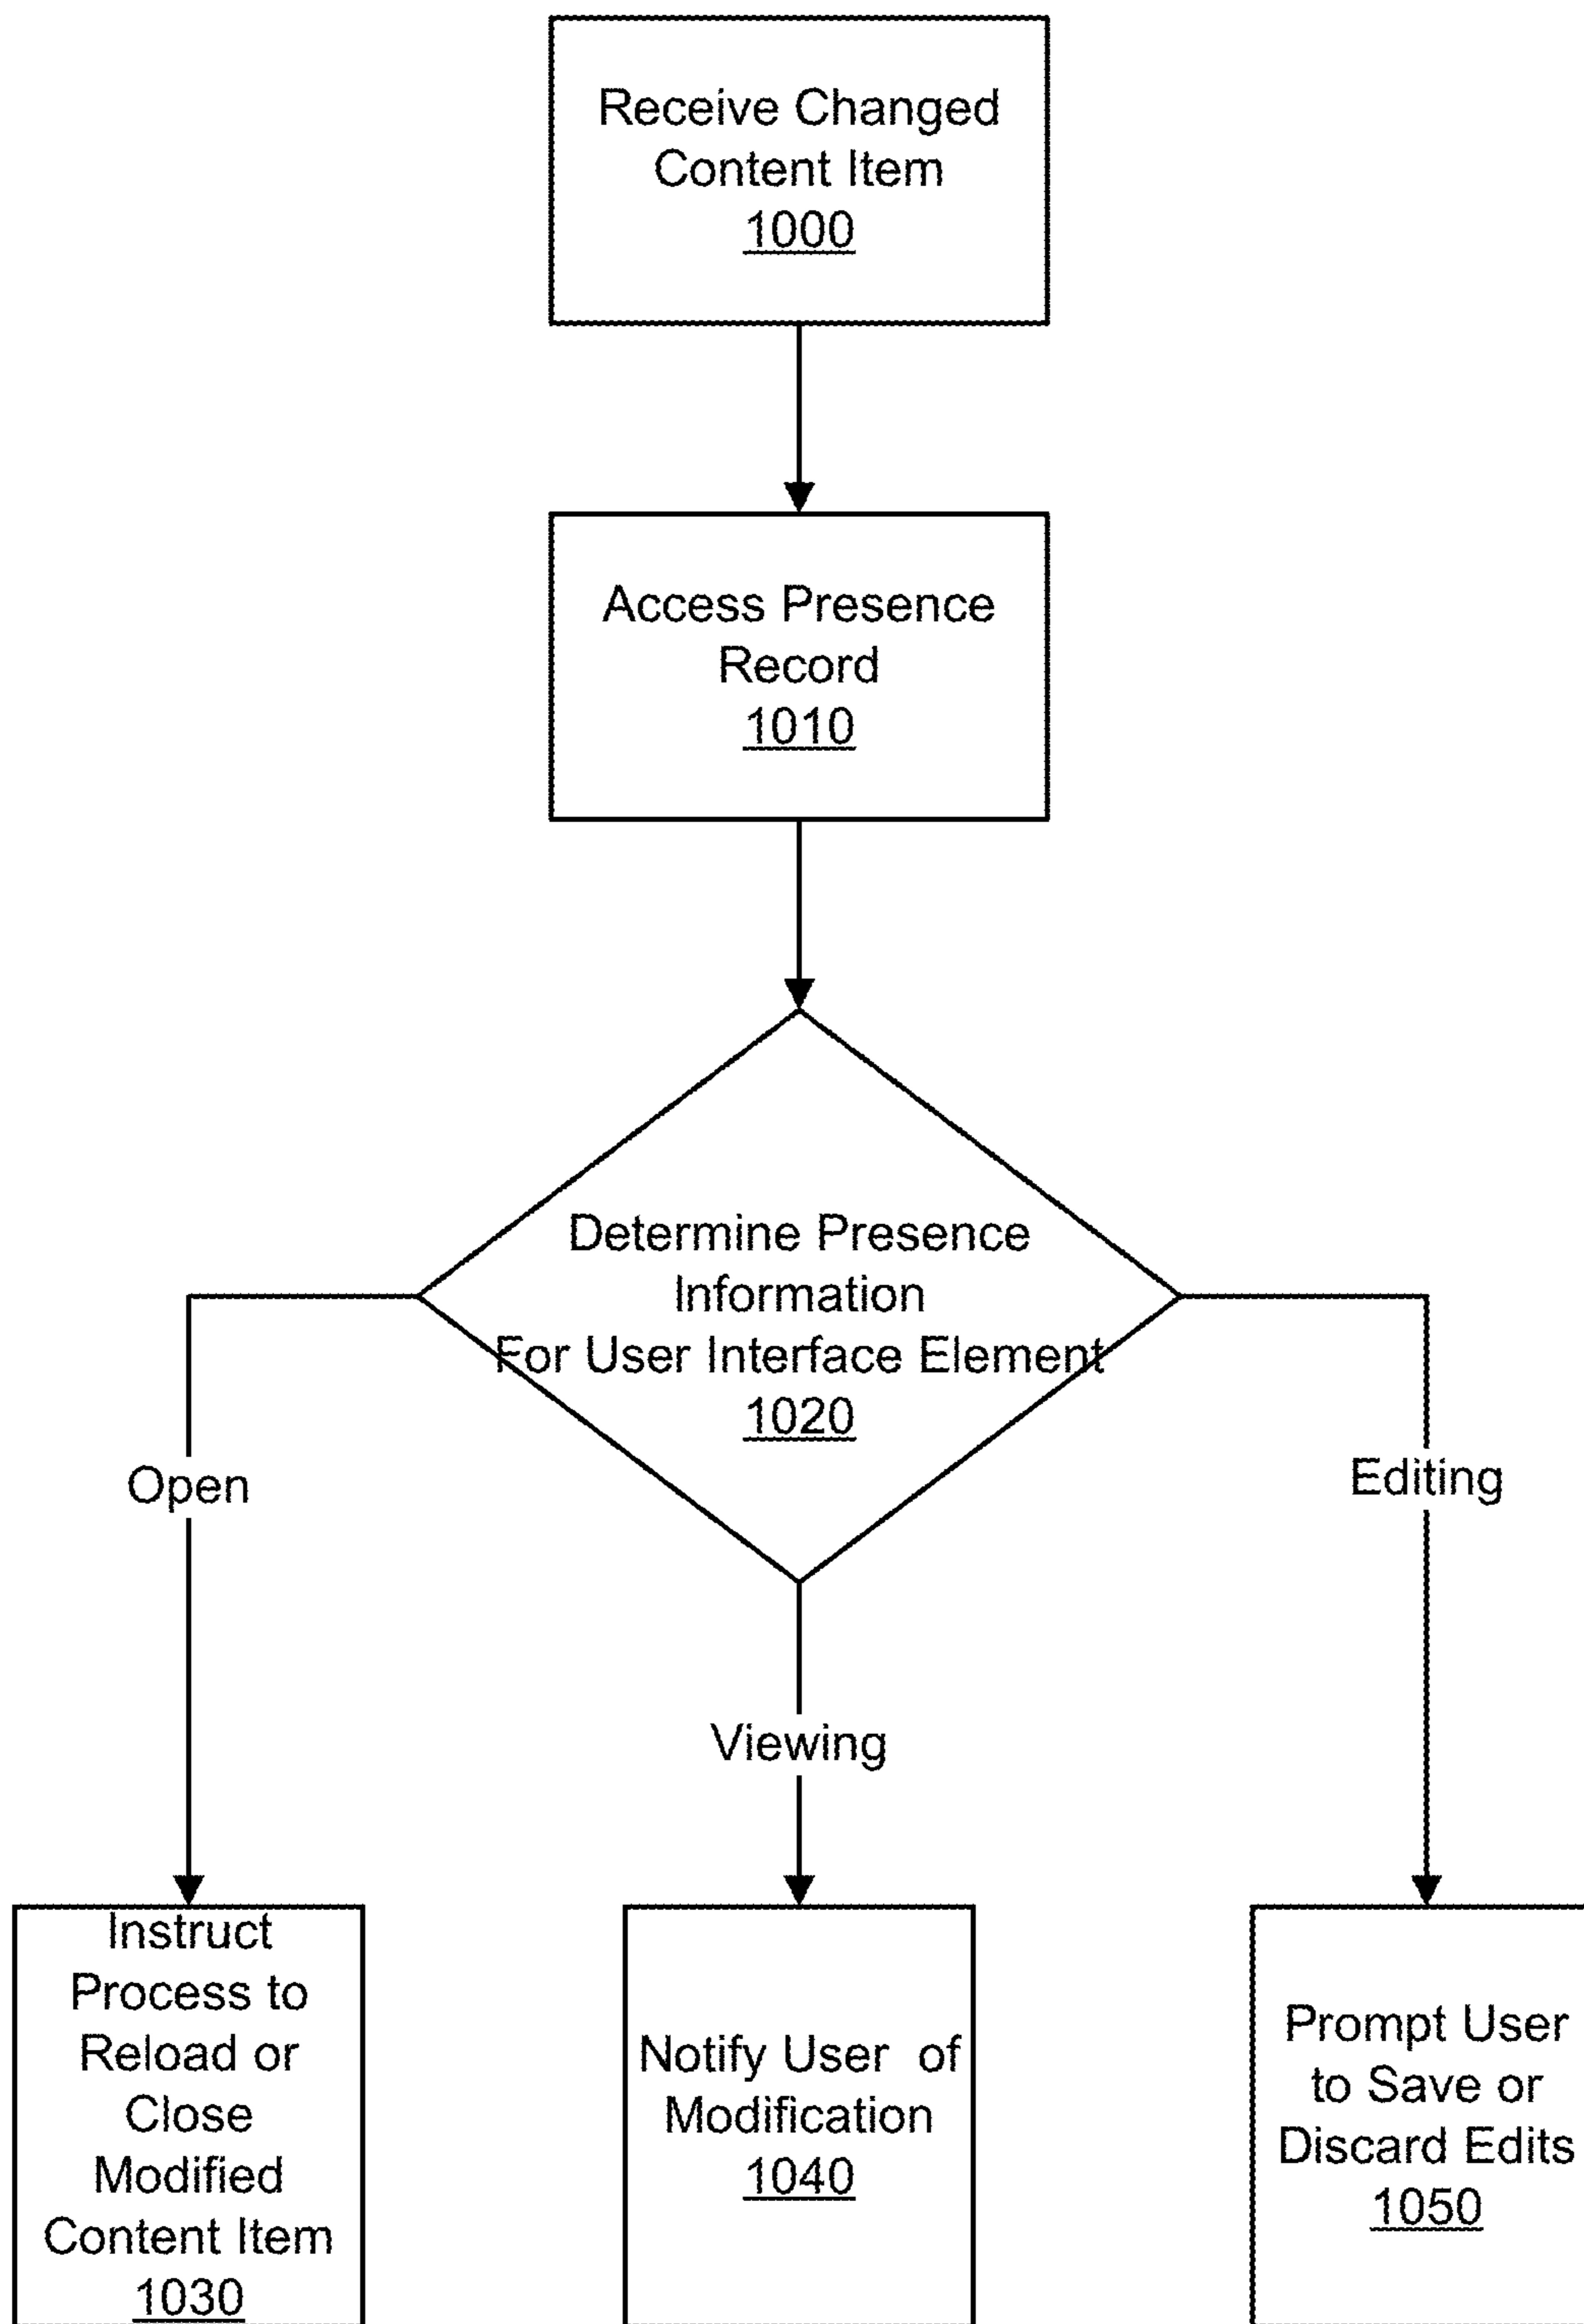 Receive Changed
Content Item
1000
Access Presence
Record
1010
Determine Presence
Information
For User Interface Element
1020
Open
Editing
Viewing
Instruct
Process to
Reload or
Close
Modified
Content Item
1030
Notify User of
Modification
1040
Prompt User
to Save or
Discard Edits
1050